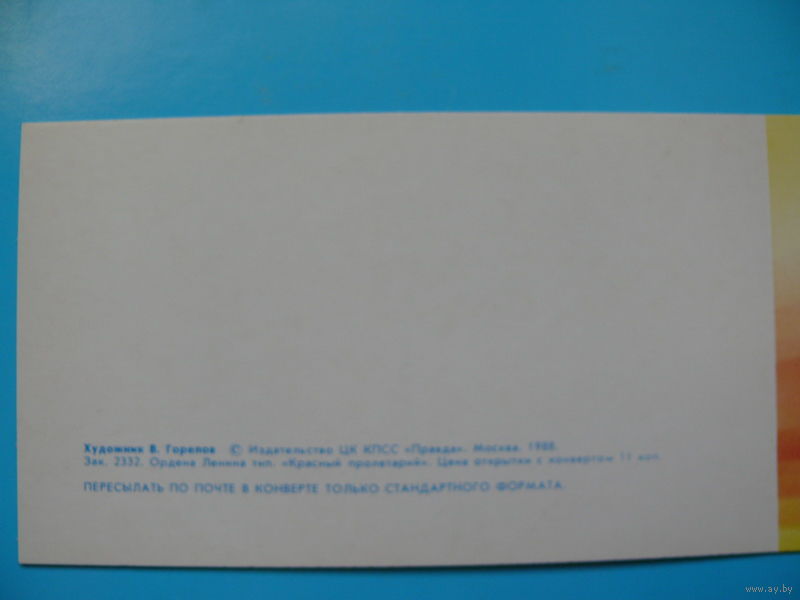 Художник В. Горелов © Издательство ЦК КПСС «Правда». Москва. 1988.
Зак. 2332. Ордена Ленина тип. «Красный пролетарий». Цена открытки с конвертом 11 коп.
ПЕРЕСЫЛАТЬ ПО ПОЧТЕ В КОНВЕРТЕ ТОЛЬКО СТАНДАРТНОГО ФОРМАТА.
www.ay.by